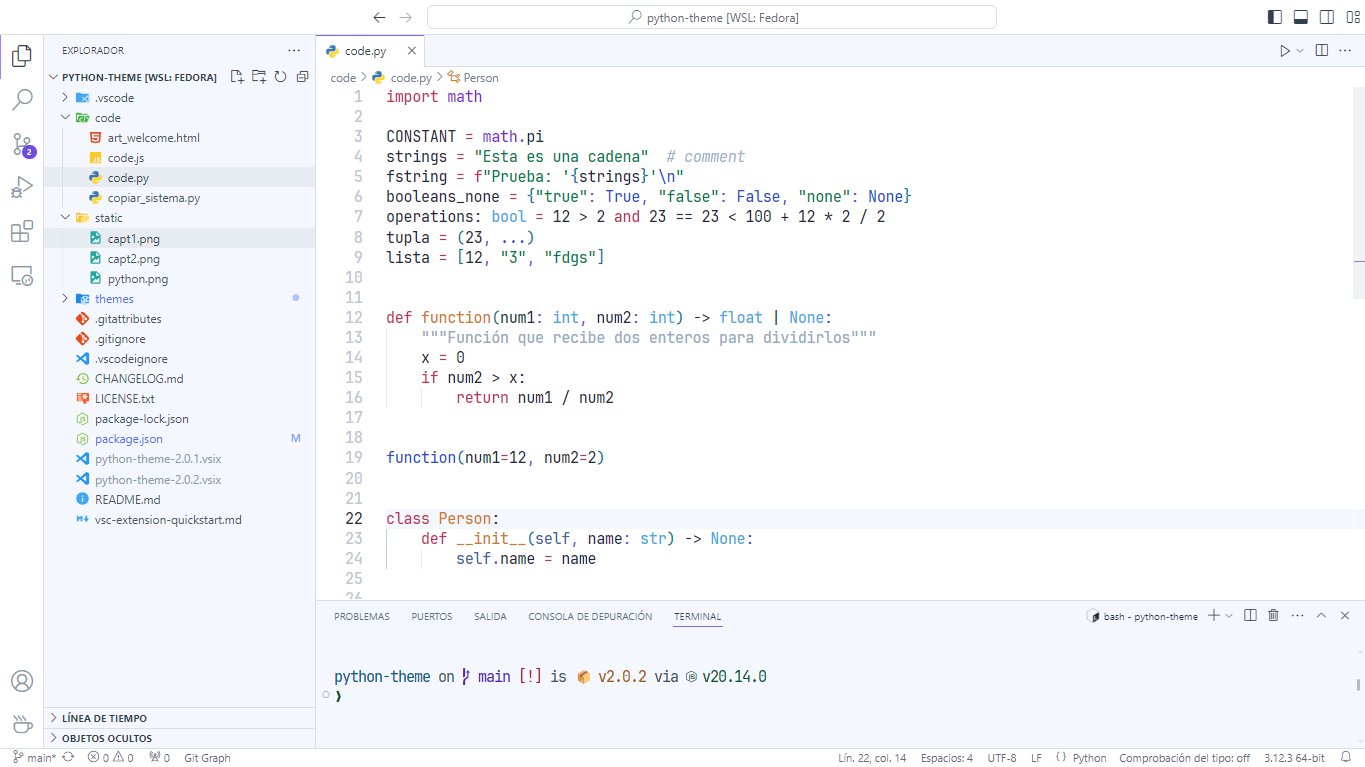 python-theme [WSL: Fedora]
EXPLORADOR
PYTHON-THEME [WSL: FEDORA]
.vscode
code
art_welcome.html
code.js
code.py
copiar_sistema.py
static
capt1.png
capt2.png
python.png
themes
.gitattributes
.gitignore
.vscodeignore
CHANGELOG.md
LICENSE.txt
package-lock.json
package.json M
python-theme-2.0.1.vsix
python-theme-2.0.2.vsix
README.md
vsc-extension-quickstart.md
LÍNEA DE TIEMPO
OBJETOS OCULTOS
2
code.py
code > code.py > Person
1 import math
2
3 CONSTANT = math.pi
4 strings = "Esta es una cadena"  # comment
5 fstring = f"Prueba: '{strings}'\n"
6 booleans_none = {"true": True, "false": False, "none": None}
7 operations: bool = 12 > 2 and 23 == 23 < 100 + 12 * 2 / 2
8 tupla = (23, ...)
9 lista = [12, "3", "fdgs"]
10
11
12 def function(num1: int, num2: int) -> float | None:
13     """Función que recibe dos enteros para dividirlos"""
14     x = 0
15     if num2 > x:
16         return num1 / num2
17
18
19 function(num1=12, num2=2)
20
21
22 class Person:
23     def __init__(self, name: str) -> None:
24         self.name = name
25
26
PROBLEMAS PUERTOS SALIDA CONSOLA DE DEPURACIÓN TERMINAL
bash - python-theme
python-theme on main [!] is v2.0.2 via v20.14.0
❯
main* 0 0 0 Git Graph
Lín. 22, col. 14 Espacios: 4 UTF-8 LF { } Python Comprobación del tipo: off 3.12.3 64-bit